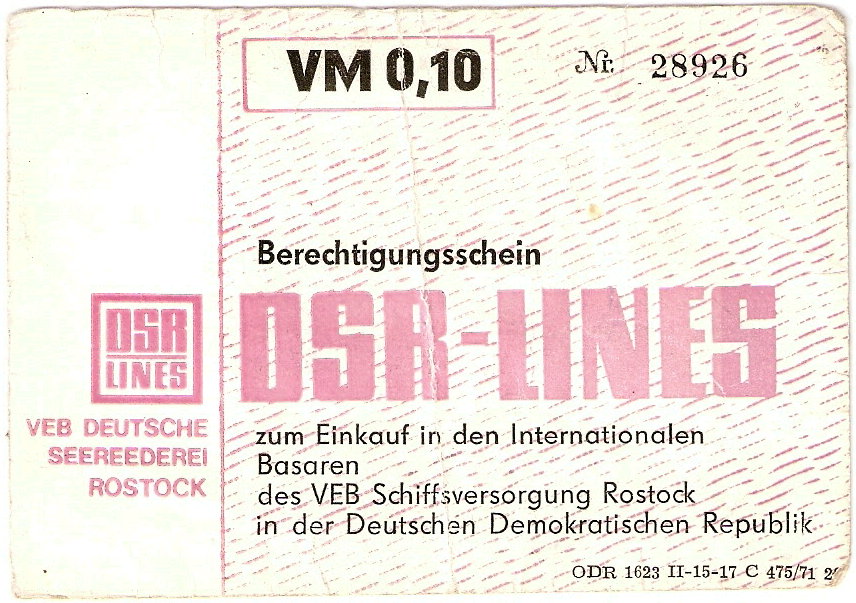 VM 0,10
Nr. 28926
Berechtigungsschein
DSR-LINES
DSR
LINES
VEB DEUTSCHE
SEEREEDEREI
ROSTOCK
zum Einkauf in den Internationalen
Basaren
des VEB Schiffsversorgung Rostock
in der Deutschen Demokratischen Republik
ODR 1623 II-15-17 C 475/71